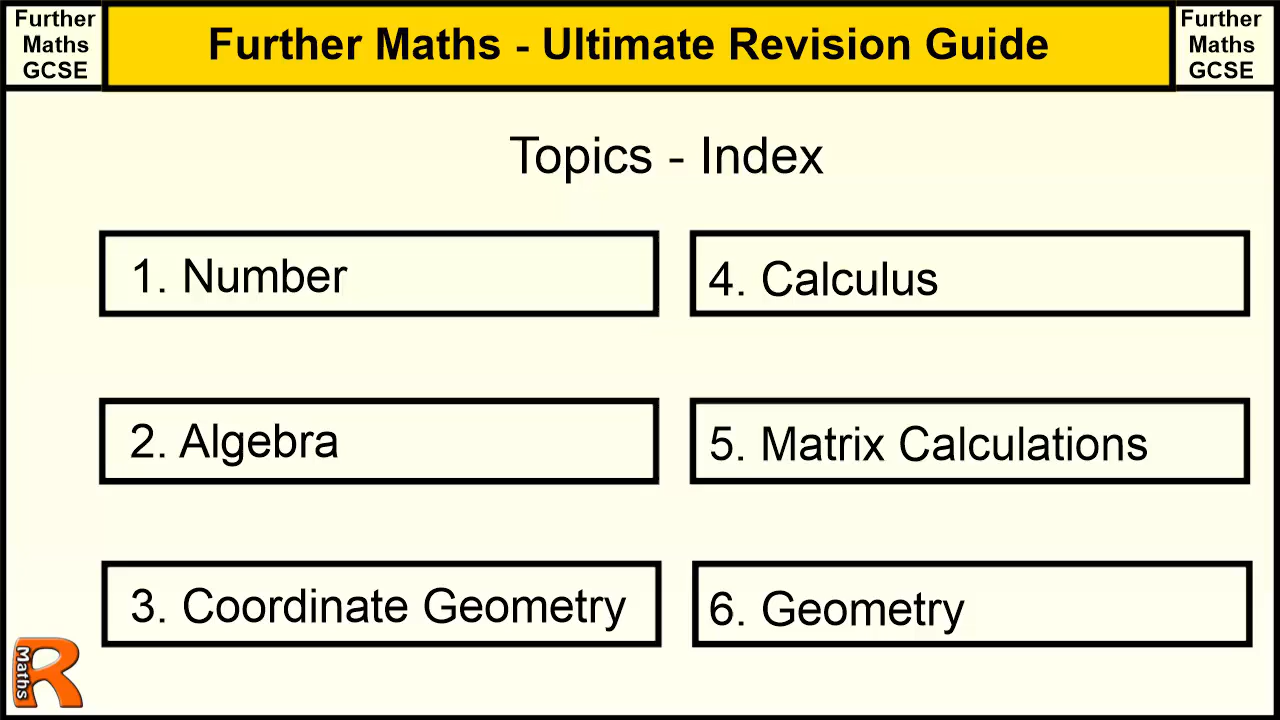 Further
Maths
GCSE
Further Maths - Ultimate Revision Guide
Further
Maths
GCSE
Topics - Index
1. Number
4. Calculus
2. Algebra
5. Matrix Calculations
3. Coordinate Geometry
6. Geometry
R
Maths